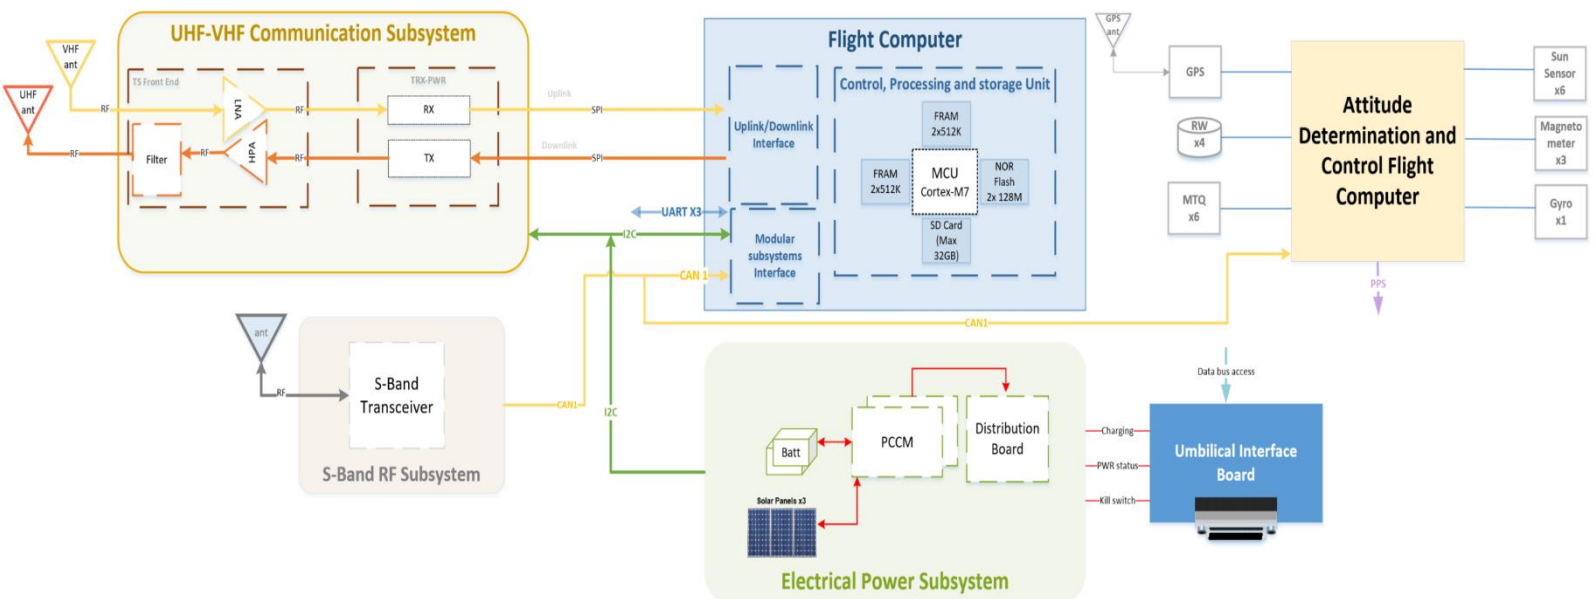 UHF-VHF Communication Subsystem
VHF
ant
UHF
ant
RF
RF
TS Front End
LNA
RF
Filter
RF
HPA
RF
TRX-PWR
RX
TX
Uplink
SPI
Downlink
SPI
Flight Computer
Uplink/Downlink
Interface
UART X3
I2C
CAN 1
Modular
subsystems
Interface
Control, Processing and storage Unit
FRAM
2x512K
FRAM
2x512K
MCU
Cortex-M7
NOR
Flash
2x 128M
SD Card
(Max
32GB)
GPS
ant
GPS
RW
x4
MTQ
x6
Attitude
Determination and
Control Flight
Computer
Sun
Sensor
x6
Magneto
meter
x3
Gyro
x1
PPS
CAN1
ant
RF
S-Band
Transceiver
S-Band RF Subsystem
CAN1
I2C
Batt
PCCM
Distribution
Board
Solar Panels x3
Electrical Power Subsystem
Charging
PWR status
Kill switch
Data bus access
Umbilical Interface
Board